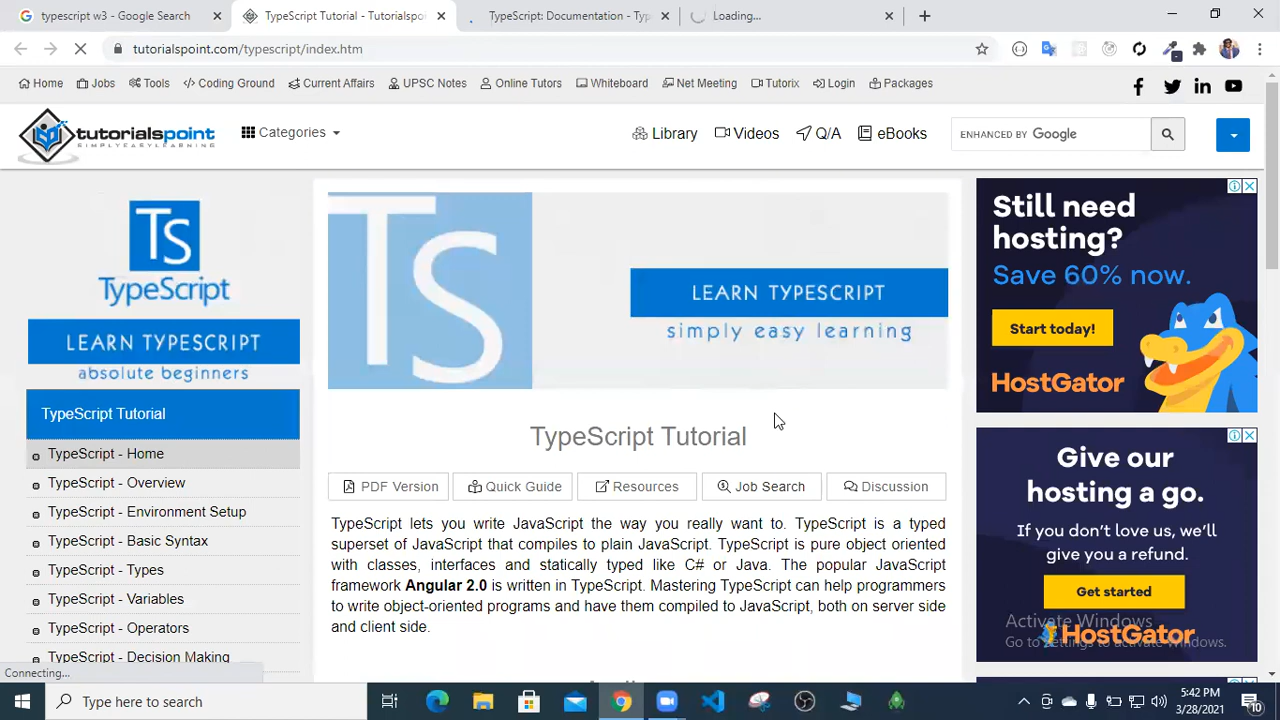 typescript w3 - Google Search
TypeScript Tutorial - Tutorialspo
TypeScript: Documentation - Typ
Loading...
tutorialspoint.com/typescript/index.htm
Home
Jobs
Tools
Coding Ground
Current Affairs
UPSC Notes
Online Tutors
Whiteboard
Net Meeting
Tutorix
Login
Packages
tutorialspoint
SIMPLYEASYLEARNING
Categories
Library
Videos
Q/A
eBooks
ENHANCED BY Google
TS
TypeScript
LEARN TYPESCRIPT
absolute beginners
TypeScript Tutorial
TypeScript - Home
TypeScript - Overview
TypeScript - Environment Setup
TypeScript - Basic Syntax
TypeScript - Types
TypeScript - Variables
TypeScript - Operators
TypeScript - Decision Making
Connecting...
TS
LEARN TYPESCRIPT
simply easy learning
TypeScript Tutorial
PDF Version
Quick Guide
Resources
Job Search
Discussion
TypeScript lets you write JavaScript the way you really want to. TypeScript is a typed
superset of JavaScript that compiles to plain JavaScript. TypeScript is pure object oriented
with classes, interfaces and statically typed like C# or Java. The popular JavaScript
framework Angular 2.0 is written in TypeScript. Mastering TypeScript can help programmers
to write object-oriented programs and have them compiled to JavaScript, both on server side
and client side.
Still need
hosting?
Save 60% now.
Start today!
HostGator
Give our
hosting a go.
If you don't love us, we'll
give you a refund.
Get started
HostGator
Activate Windows
Go to Settings to activate Windows.
Type here to search
5:42 PM
3/28/2021
10